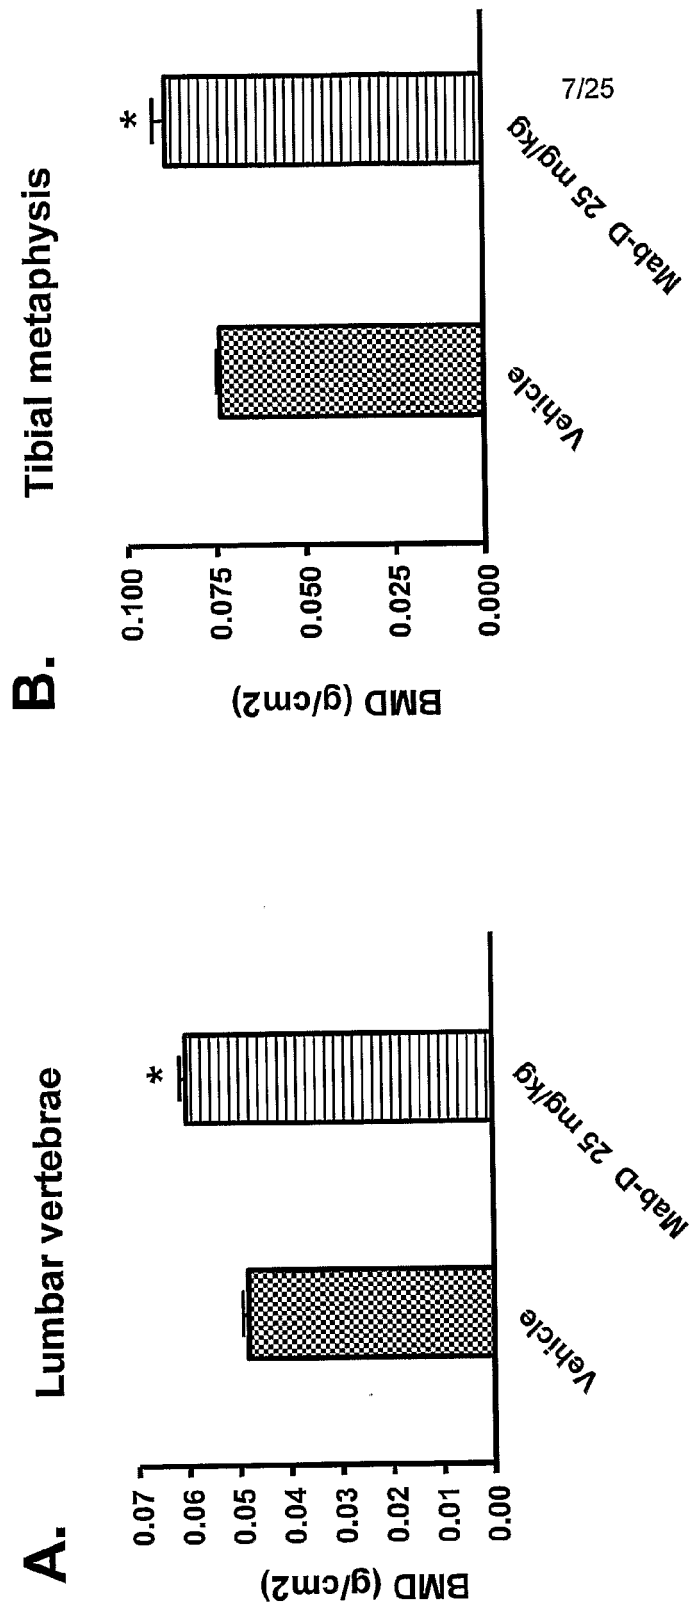 A.
Lumbar vertebrae
BMD (g/cm2)
0.07
0.06
0.05
0.04
0.03
0.02
0.01
0.00
*
Vehicle
Mab-D 25 mg/kg
B.
Tibial metaphysis
BMD (g/cm2)
0.100
0.075
0.050
0.025
0.000
*
Vehicle
Mab-D 25 mg/kg
7/25